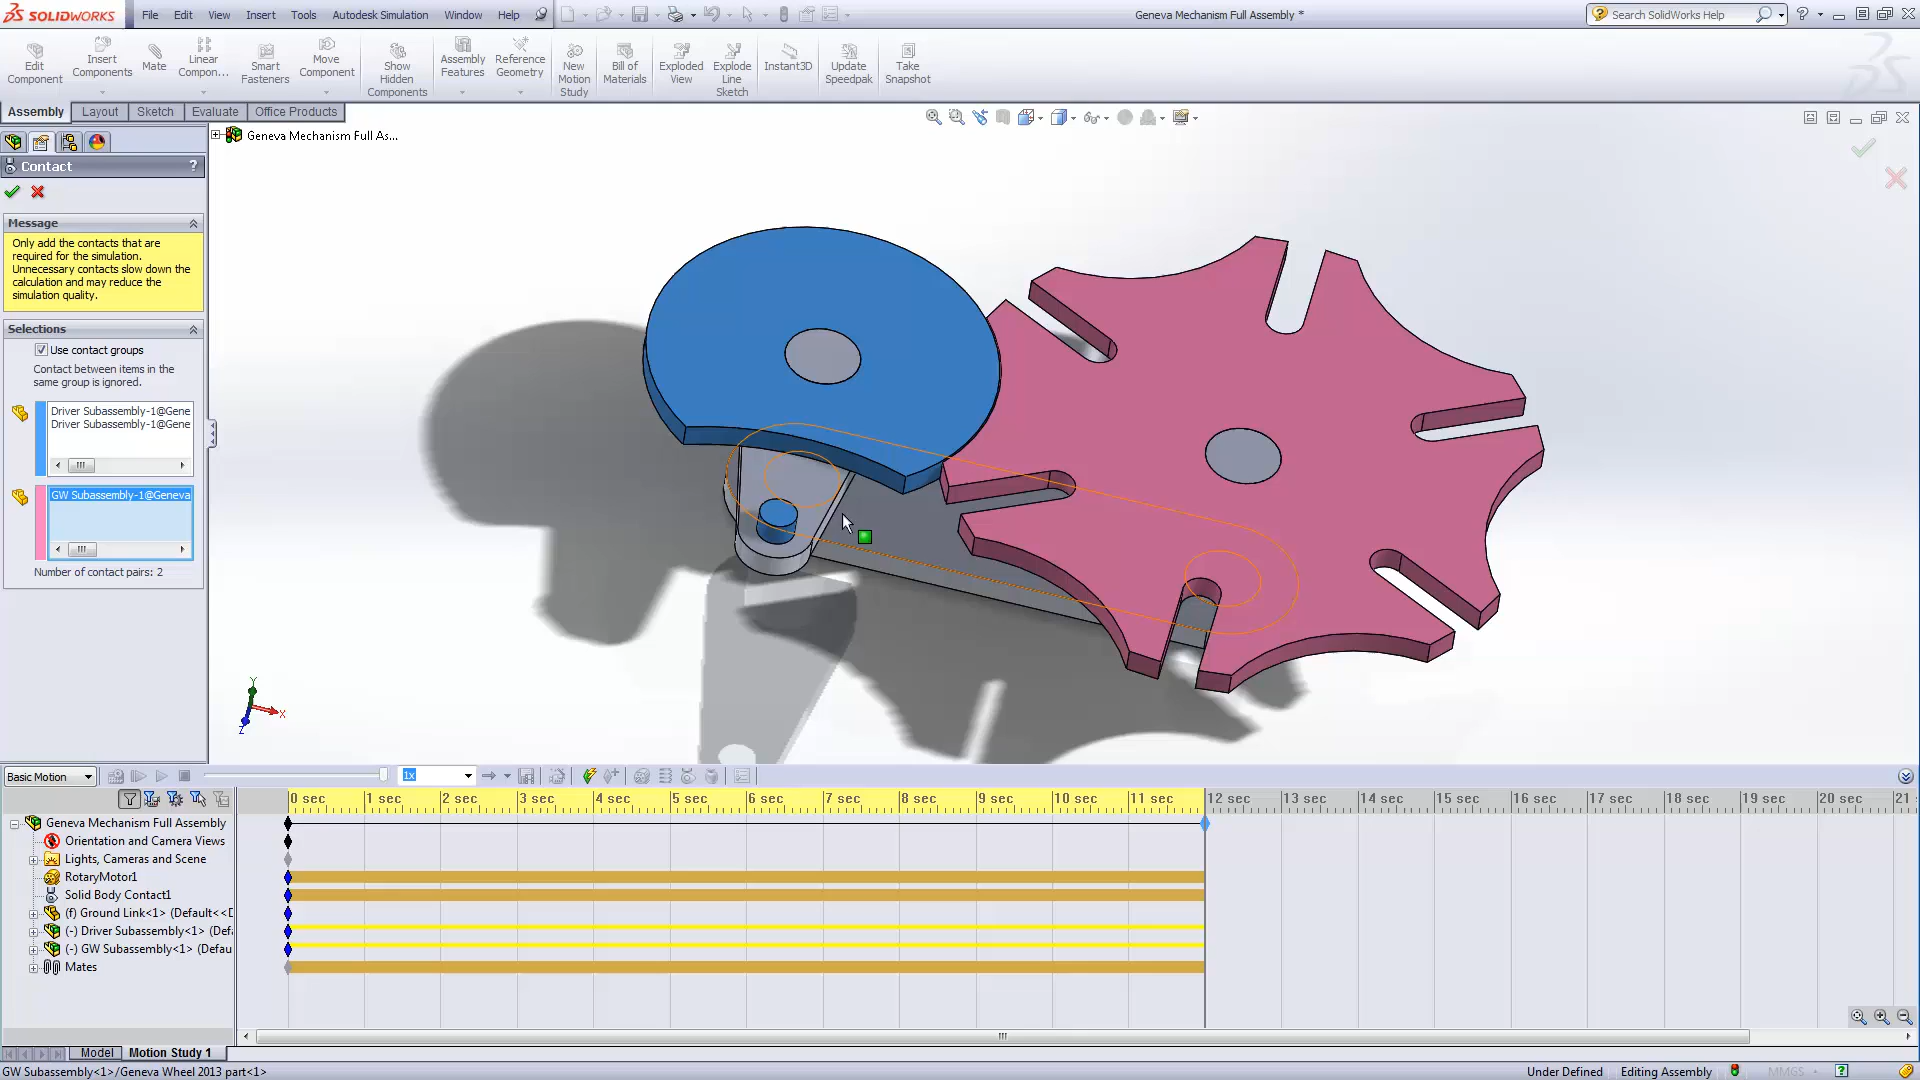 SOLIDWORKS File Edit View Insert Tools Autodesk Simulation Window Help Geneva Mechanism Full Assembly * Search SolidWorks Help
Edit Component
Insert Components
Mate
Linear Compon...
Smart Fasteners
Move Component
Show Hidden Components
Assembly Features
Reference Geometry
New Motion Study
Bill of Materials
Exploded View
Explode Line Sketch
Instant3D
Update Speedpak
Take Snapshot
Assembly Layout Sketch Evaluate Office Products
Geneva Mechanism Full As...
Contact ?
Message
Only add the contacts that are
required for the simulation.
Unnecessary contacts slow down the
calculation and may reduce the
simulation quality.
Selections
Use contact groups
Contact between items in the
same group is ignored.
Driver Subassembly-1@Gene
Driver Subassembly-1@Gene
GW Subassembly-1@Geneva
Number of contact pairs: 2
Y
X
Z
Basic Motion 1x
0 sec 1 sec 2 sec 3 sec 4 sec 5 sec 6 sec 7 sec 8 sec 9 sec 10 sec 11 sec 12 sec 13 sec 14 sec 15 sec 16 sec 17 sec 18 sec 19 sec 20 sec 21
Geneva Mechanism Full Assembly
Orientation and Camera Views
Lights, Cameras and Scene
RotaryMotor1
Solid Body Contact1
(f) Ground Link<1> (Default<<D
(-) Driver Subassembly<1> (Defa
(-) GW Subassembly<1> (Defau
Mates
Model Motion Study 1
GW Subassembly<1>/Geneva Wheel 2013 part<1> Under Defined Editing Assembly MMGS